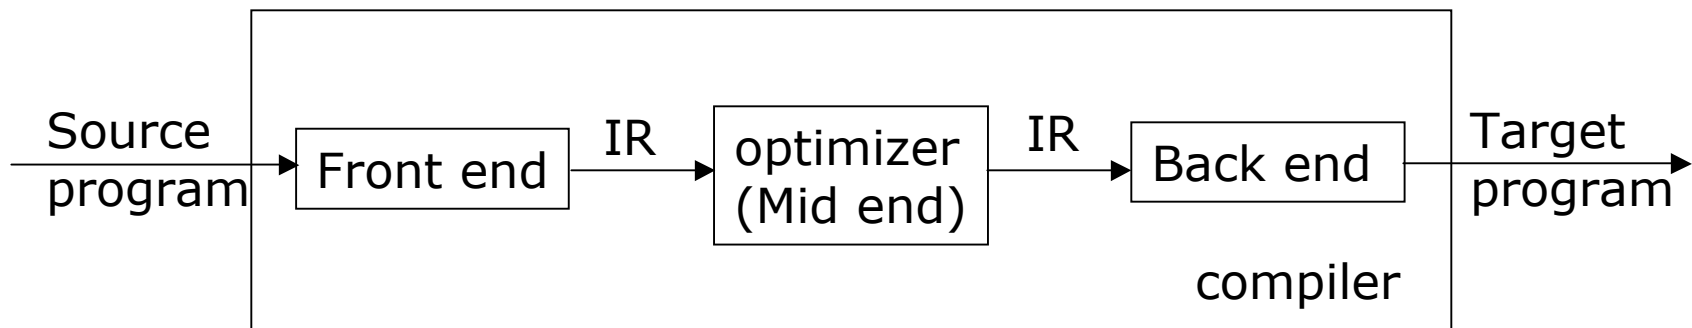 Source
program
Front end
IR
optimizer
(Mid end)
IR
Back end
Target
program
compiler